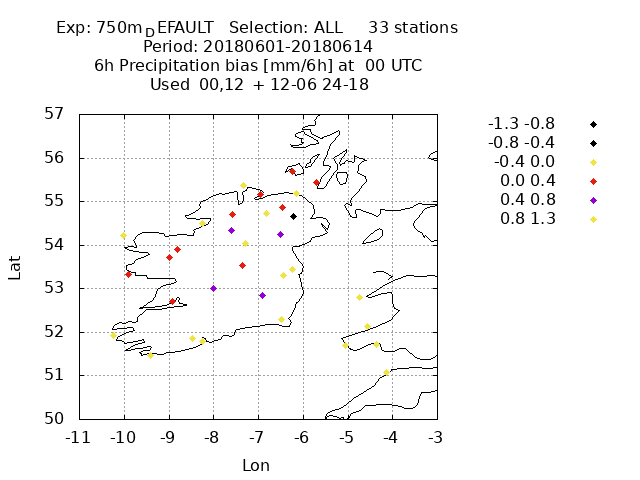 Exp: 750m_DEFAULT   Selection: ALL     33 stations
Period: 20180601-20180614
6h Precipitation bias [mm/6h] at  00 UTC
Used  00,12  + 12-06 24-18
-1.3 -0.8
-0.8 -0.4
-0.4 0.0
0.0 0.4
0.4 0.8
0.8 1.3
57
56
55
54
53
52
51
50
Lat
-11 -10 -9 -8 -7 -6 -5 -4 -3
Lon